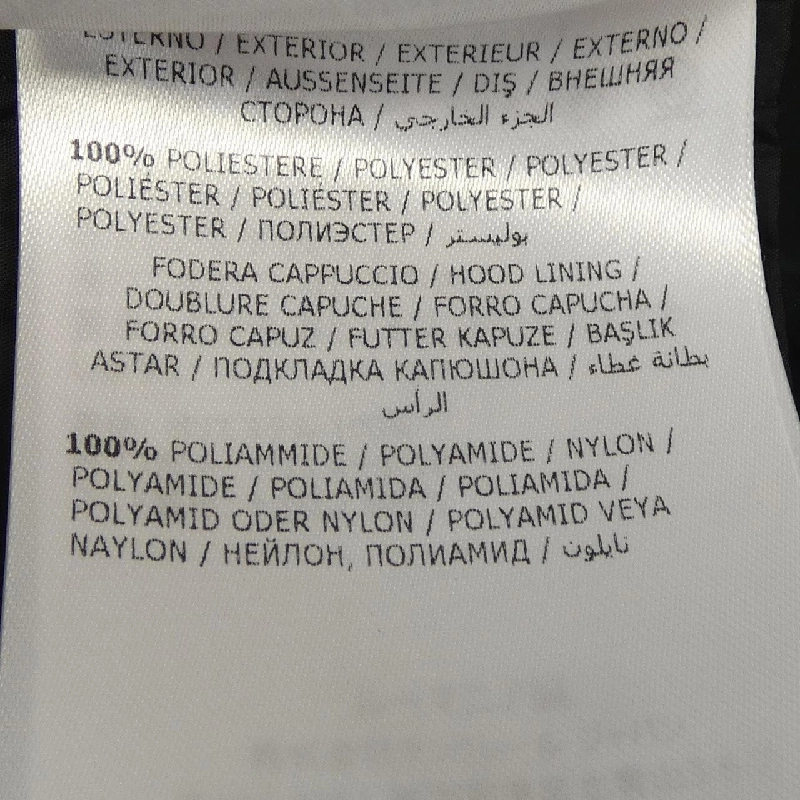 ESTERNO / EXTERIOR / EXTERIEUR / EXTERNO /
EXTERIOR / AUSSENSEITE / DIŞ / ВНЕШНЯЯ
СТОРОНА / الجزء الخارجي
100% POLIESTERE / POLYESTER / POLYESTER /
POLIÉSTER / POLIÉSTER / POLYESTER /
POLYESTER / ПОЛИЭСТЕР / بوليستر
FODERA CAPPUCCIO / HOOD LINING /
DOUBLURE CAPUCHE / FORRO CAPUCHA /
FORRO CAPUZ / FUTTER KAPUZE / BAŞLIK
ASTAR / ПОДКЛАДКА КАПЮШОНА / بطانة غطاء
الرأس
100% POLIAMMIDE / POLYAMIDE / NYLON /
POLYAMIDE / POLIAMIDA / POLIAMIDA /
POLYAMID ODER NYLON / POLYAMID VEYA
NAYLON / НЕЙЛОН, ПОЛИАМИД / نايلون